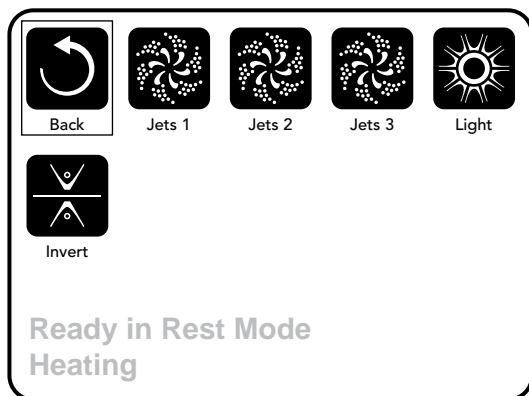 Back
Jets 1
Jets 2
Jets 3
Light
Invert
Ready in Rest Mode
Heating